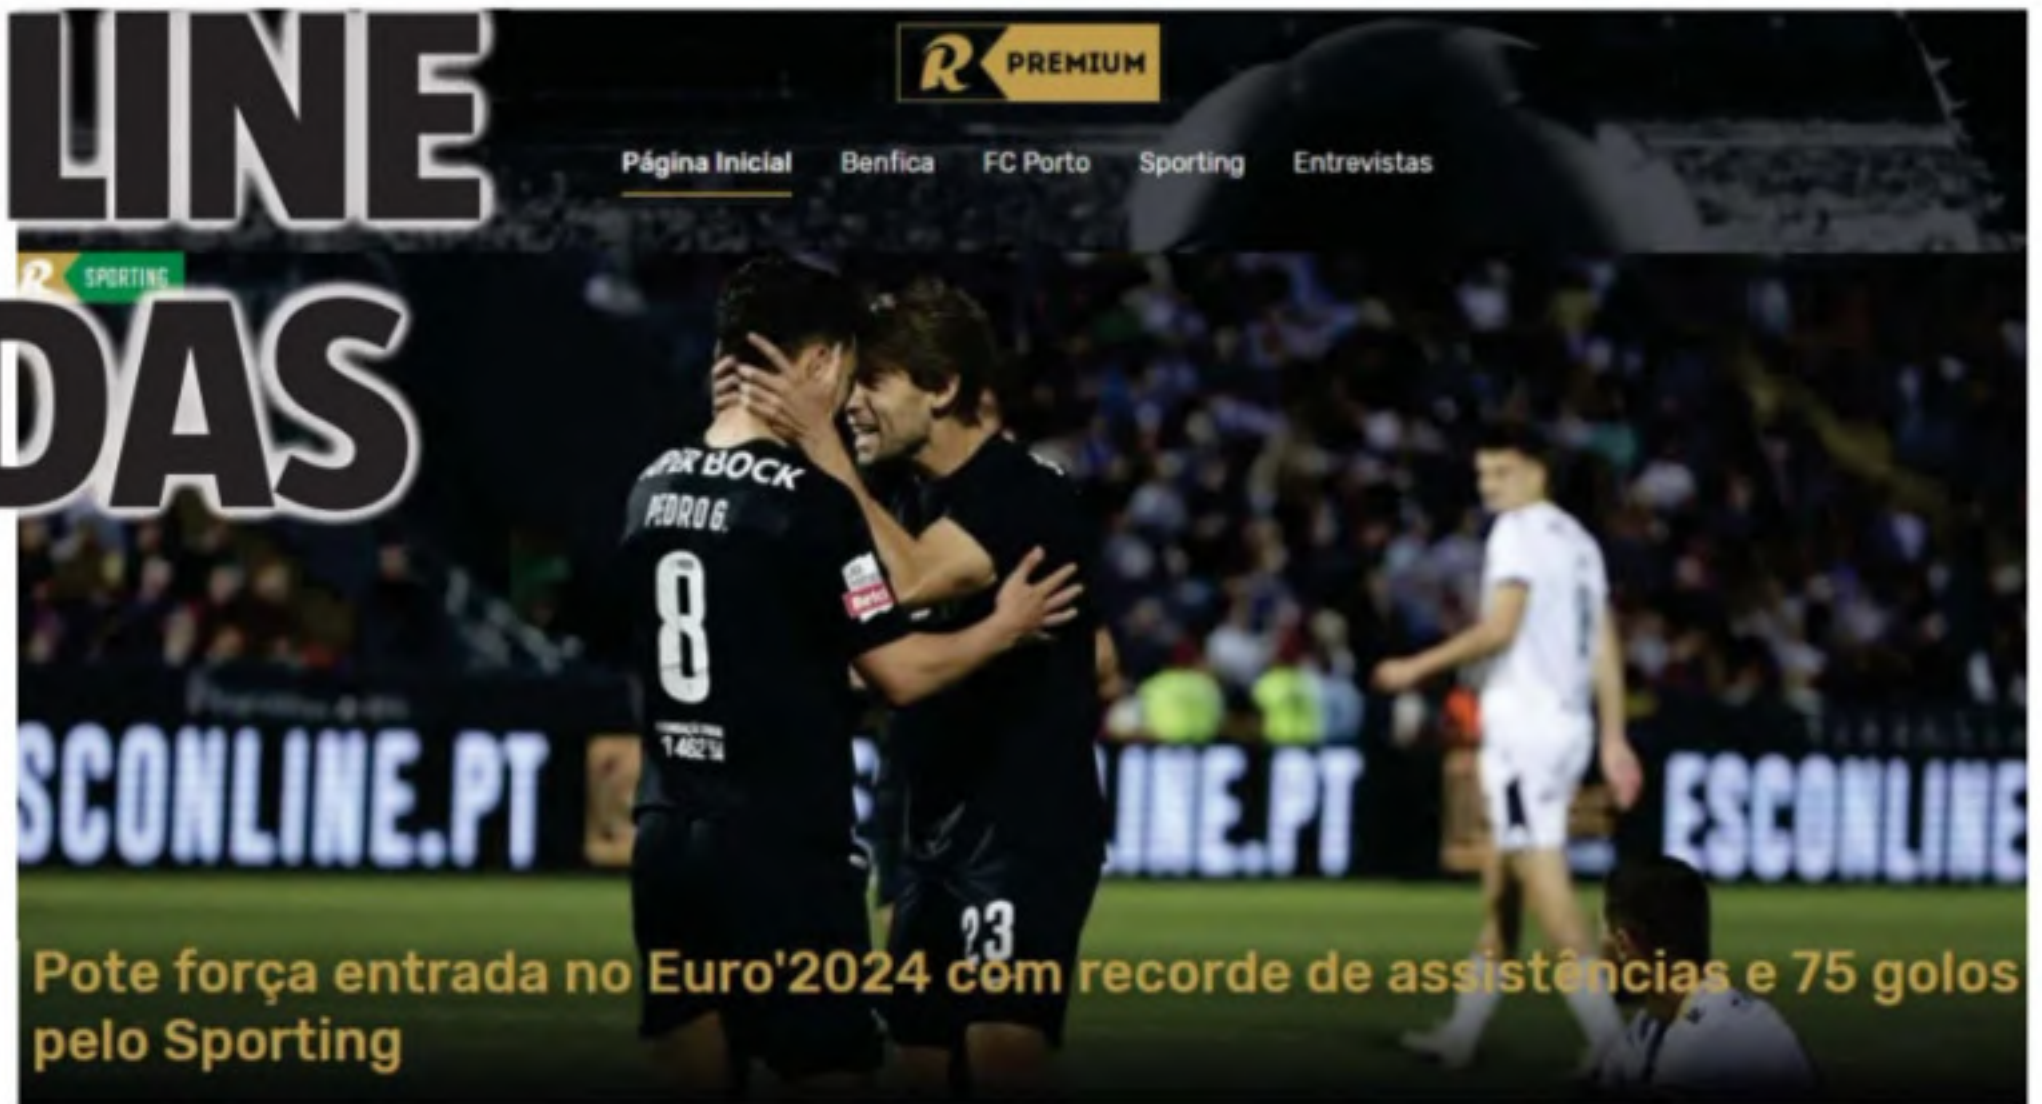 LINE
DAS
R PREMIUM
Página Inicial Benfica FC Porto Sporting Entrevistas
R SPORTING
BOCK
PEDRO G.
8
23
SCONLINE.PT
INE.PT
ESCONLINE
Pote força entrada no Euro'2024 com recorde de assistências e 75 golos
pelo Sporting